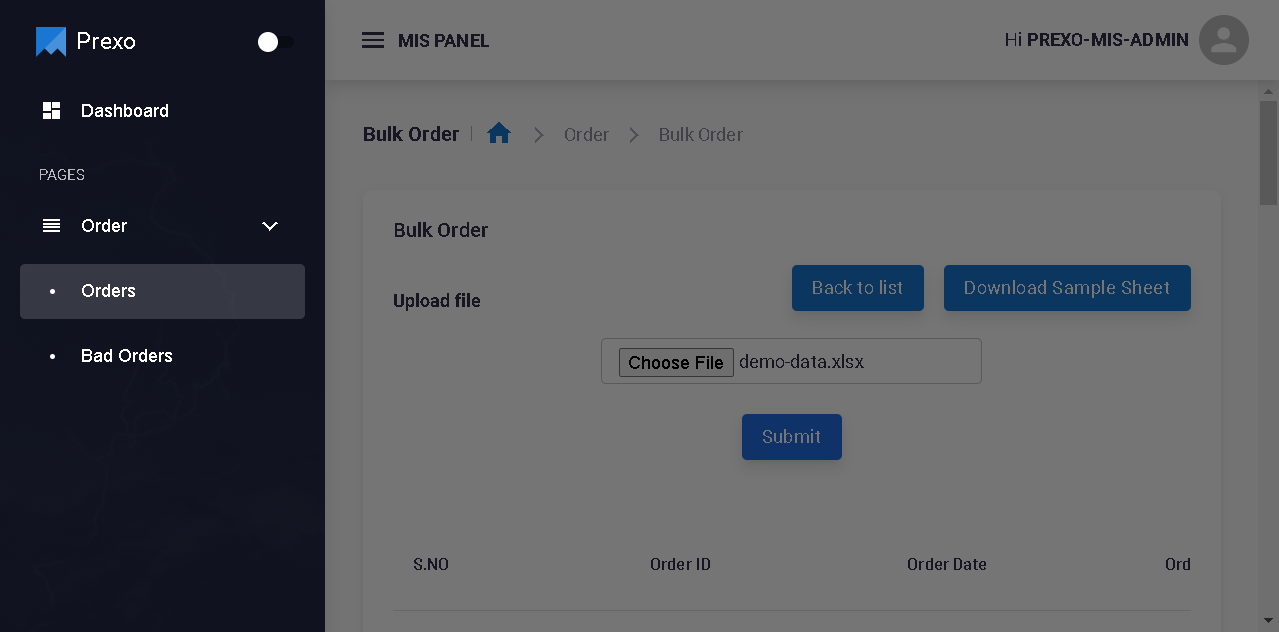 Prexo
Dashboard
PAGES
Order
Orders
Bad Orders
MIS PANEL
Hi PREXO-MIS-ADMIN
Bulk Order
Order
Bulk Order
Bulk Order
Upload file
Back to list
Download Sample Sheet
Choose File demo-data.xlsx
Submit
S.NO
Order ID
Order Date
Ord